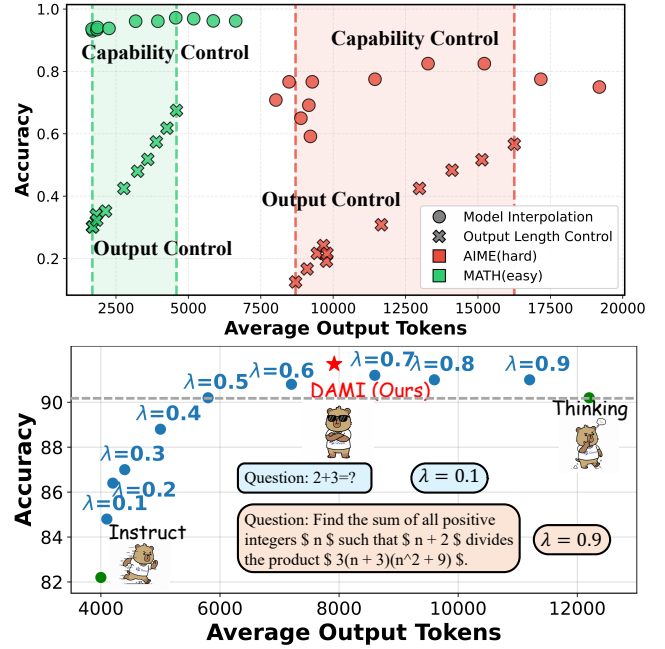 1.0
0.8
0.6
0.4
0.2
Accuracy
Capability Control
Capability Control
Output Control
Output Control
Model Interpolation
Output Length Control
AIME(hard)
MATH(easy)
2500 5000 7500 10000 12500 15000 17500 20000
Average Output Tokens
90
88
86
84
82
Accuracy
λ=0.1
λ=0.2
λ=0.3
λ=0.4
λ=0.5
λ=0.6
λ=0.7
λ=0.8
λ=0.9
DAMI (Ours)
Thinking
Instruct
Question: 2+3=?
λ = 0.1
Question: Find the sum of all positive
integers $ n $ such that $ n + 2 $ divides
the product $ 3(n + 3)(n^2 + 9) $.
λ = 0.9
4000 6000 8000 10000 12000
Average Output Tokens